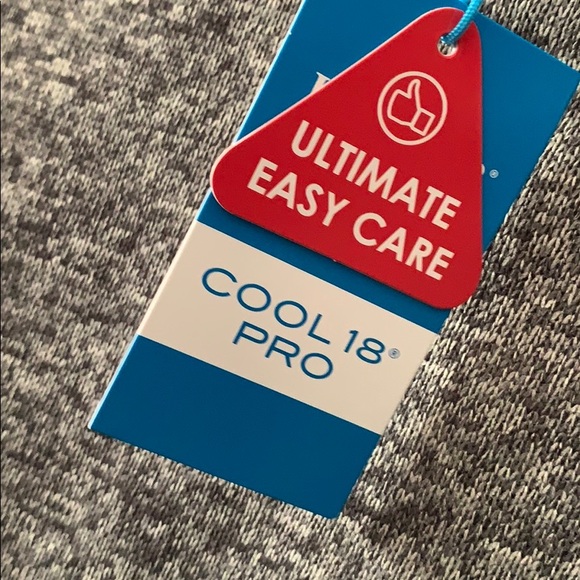 ULTIMATE
EASY CARE
COOL 18®
PRO